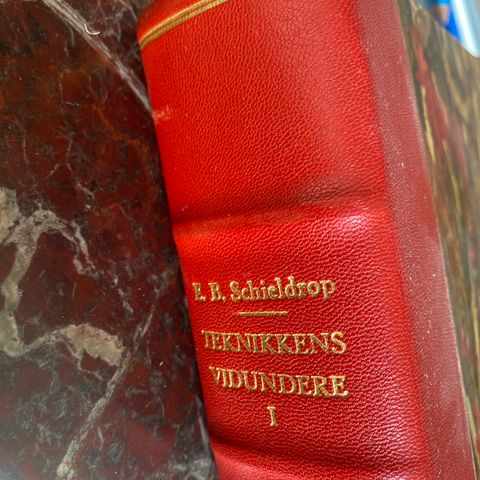 E. B. Schieldrop
TEKNIKKENS
VIDUNDERE
I